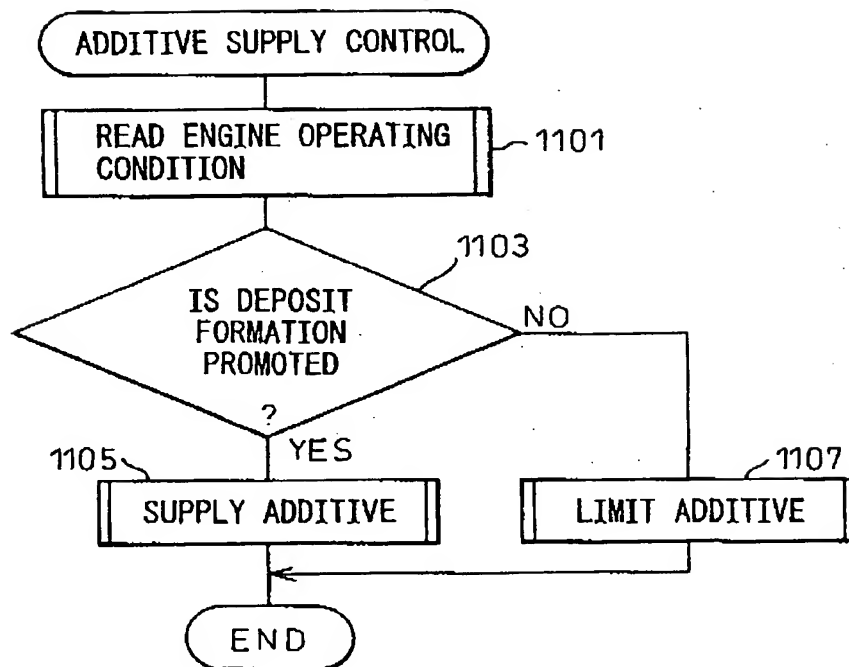 ADDITIVE SUPPLY CONTROL
READ ENGINE OPERATING
CONDITION
1101
1103
IS DEPOSIT
FORMATION
PROMOTED
?
NO
YES
1105
SUPPLY ADDITIVE
1107
LIMIT ADDITIVE
END